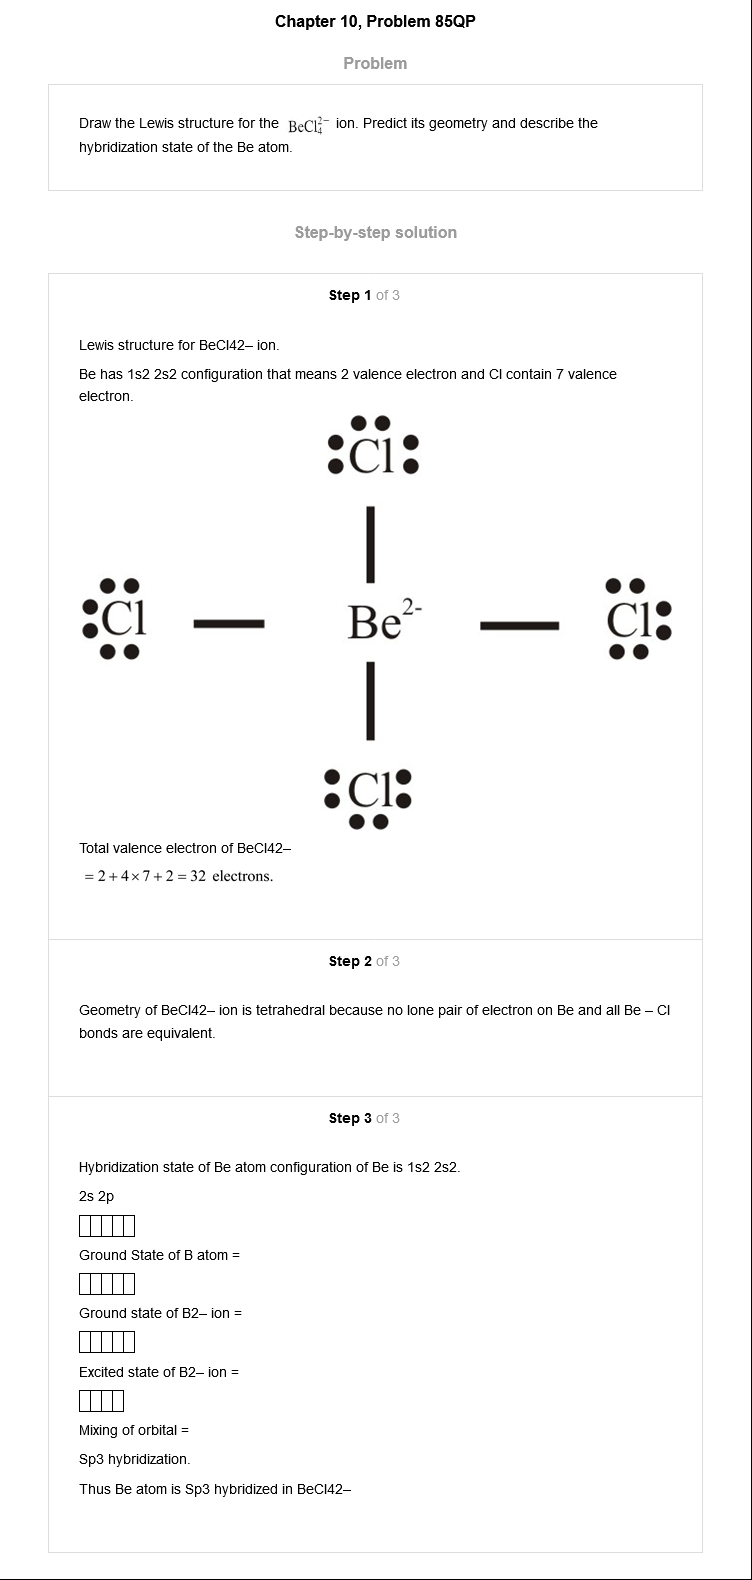 Chapter 10, Problem 85QP
Problem
Draw the Lewis structure for the BeCl₄²⁻ ion. Predict its geometry and describe the
hybridization state of the Be atom.
Step-by-step solution
Step 1 of 3
Lewis structure for BeCl42– ion.
Be has 1s2 2s2 configuration that means 2 valence electron and Cl contain 7 valence
electron.
Cl
Cl Be²⁻ Cl
Cl
Total valence electron of BeCl42–
= 2 + 4 × 7 + 2 = 32 electrons.
Step 2 of 3
Geometry of BeCl42– ion is tetrahedral because no lone pair of electron on Be and all Be – Cl
bonds are equivalent.
Step 3 of 3
Hybridization state of Be atom configuration of Be is 1s2 2s2.
2s 2p
Ground State of B atom =
Ground state of B2– ion =
Excited state of B2– ion =
Mixing of orbital =
Sp3 hybridization.
Thus Be atom is Sp3 hybridized in BeCl42–